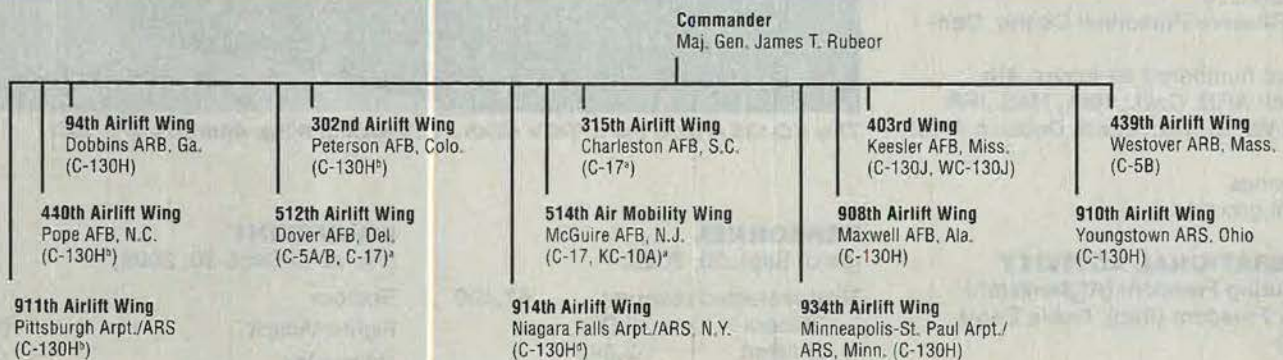 Commander
Maj. Gen. James T. Rubeor
94th Airlift Wing
Dobbins ARB, Ga.
(C-130H)
302nd Airlift Wing
Peterson AFB, Colo.
(C-130Hᵇ)
315th Airlift Wing
Charleston AFB, S.C.
(C-17ᵃ)
403rd Wing
Keesler AFB, Miss.
(C-130J, WC-130J)
439th Airlift Wing
Westover ARB, Mass.
(C-5B)
440th Airlift Wing
Pope AFB, N.C.
(C-130Hᵇ)
512th Airlift Wing
Dover AFB, Del.
(C-5A/B, C-17)ᵃ
514th Air Mobility Wing
McGuire AFB, N.J.
(C-17, KC-10A)ᵃ
908th Airlift Wing
Maxwell AFB, Ala.
(C-130H)
910th Airlift Wing
Youngstown ARS, Ohio
(C-130H)
911th Airlift Wing
Pittsburgh Arpt./ARS
(C-130Hᵇ)
914th Airlift Wing
Niagara Falls Arpt./ARS, N.Y.
(C-130Hᵈ)
934th Airlift Wing
Minneapolis-St. Paul Arpt./
ARS, Minn. (C-130H)